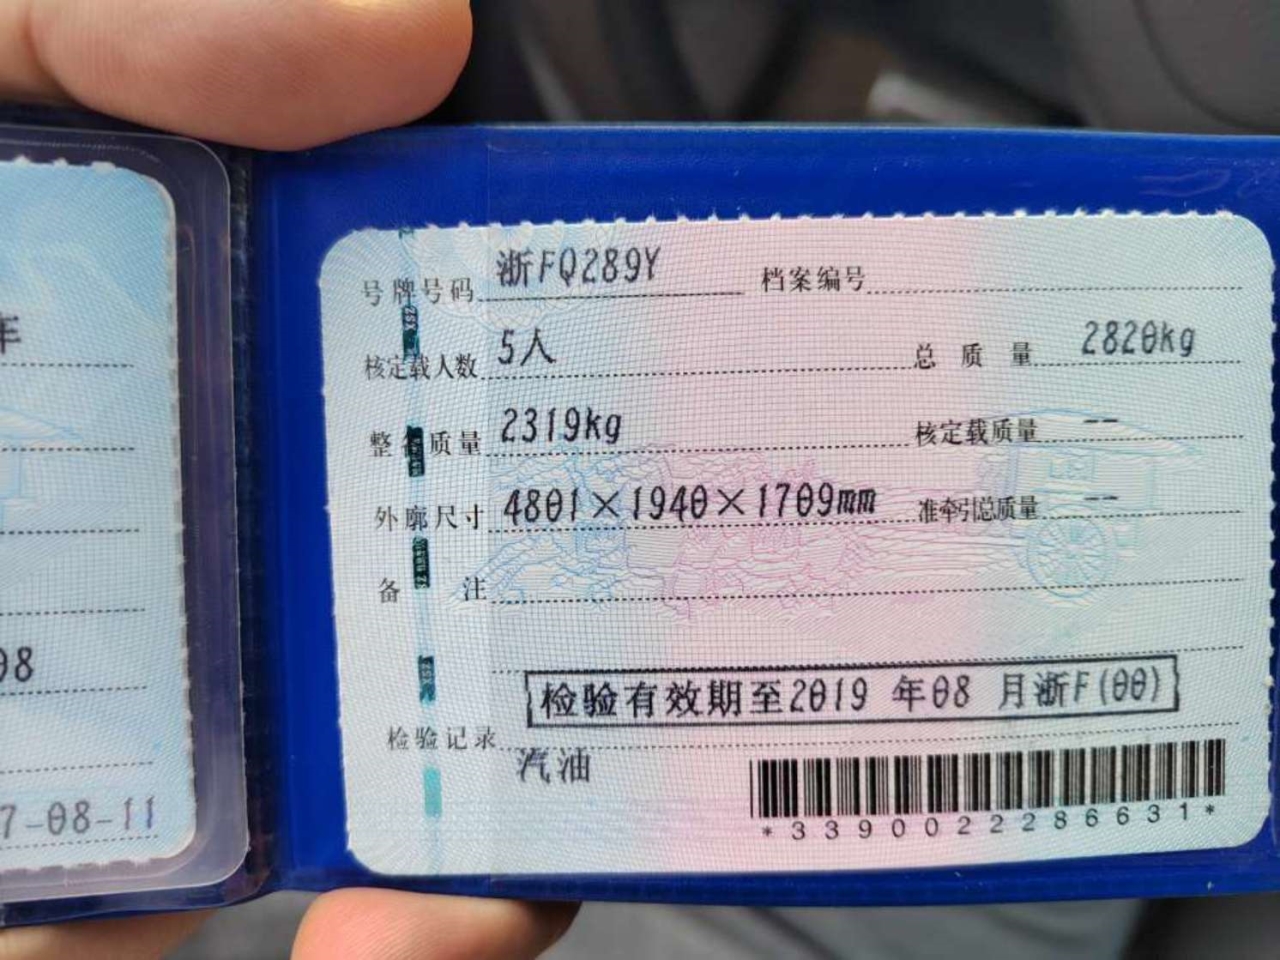 号牌号码 浙FQ289Y 档案编号
核定载人数 5人 总质量 2820kg
整备质量 2319kg 核定载质量 --
外廓尺寸 4801×1940×1709mm 准牵引总质量 --
备注
检验有效期至2019年08月浙F(00)
检验记录
汽油
*3390022286631*
年
08
7-08-11